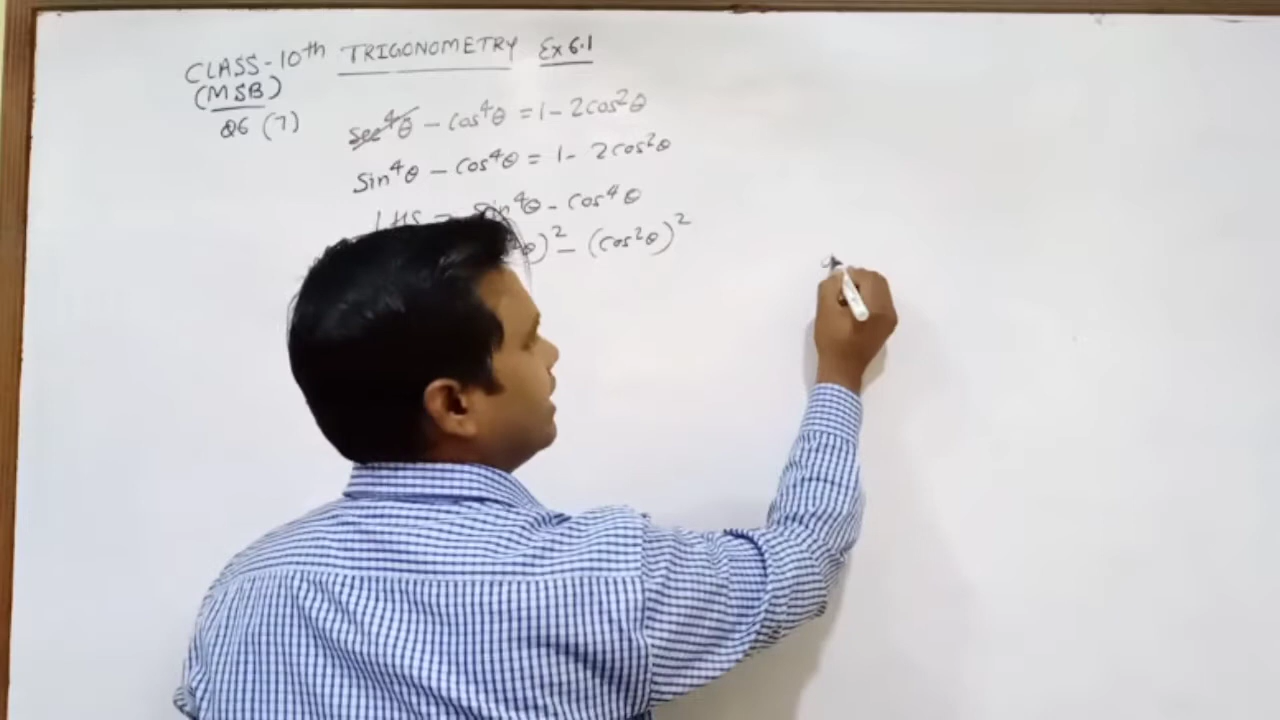 CLASS-10th TRIGONOMETRY Ex 6.1
(MSB)
Q6 (7)
sec⁴θ - cos⁴θ = 1 - 2cos²θ
Sin⁴θ - cos⁴θ = 1 - 2cos²θ
LHS = sin⁴θ - cos⁴θ
θ)² - (cos²θ)²